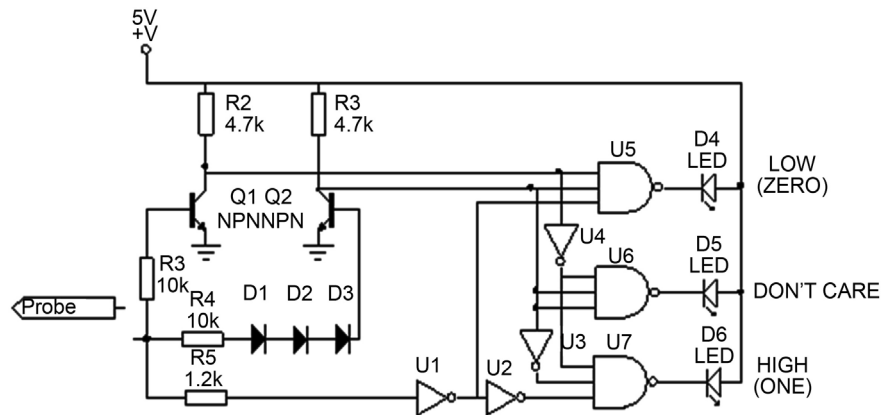 5V
+V
R2
4.7k
R3
4.7k
U5
D4
LED
LOW
(ZERO)
Q1 Q2
NPNNPN
U4
R3
10k
U6
D5
LED
DON'T CARE
Probe
R4
10k
D1
D2
D3
U3
U7
D6
LED
HIGH
(ONE)
R5
1.2k
U1
U2